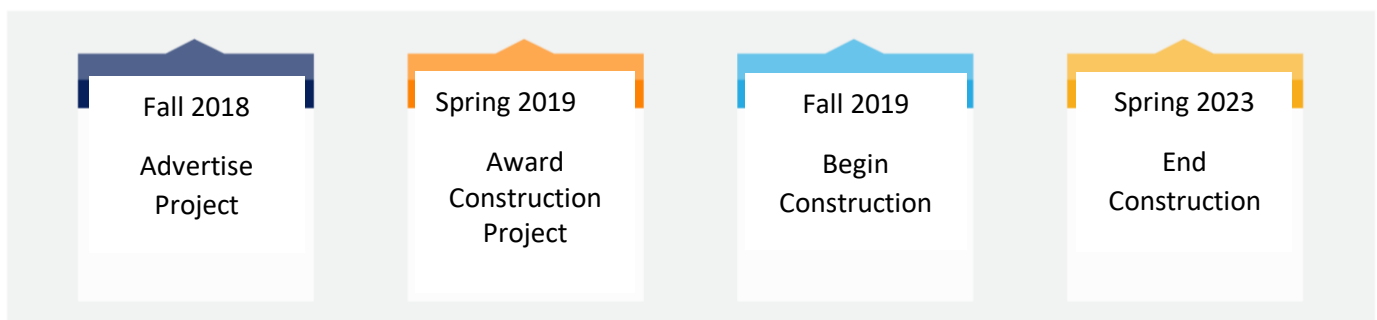 Fall 2018
Advertise
Project
Spring 2019
Award
Construction
Project
Fall 2019
Begin
Construction
Spring 2023
End
Construction